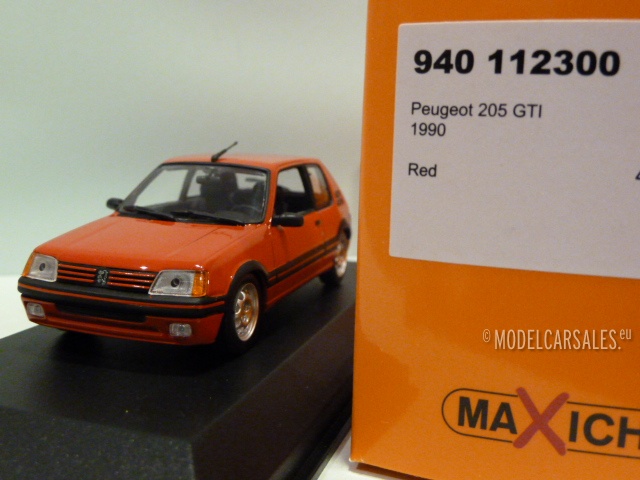 940 112300
Peugeot 205 GTI
1990
Red
© MODELCARSALES.eu
MAXICH